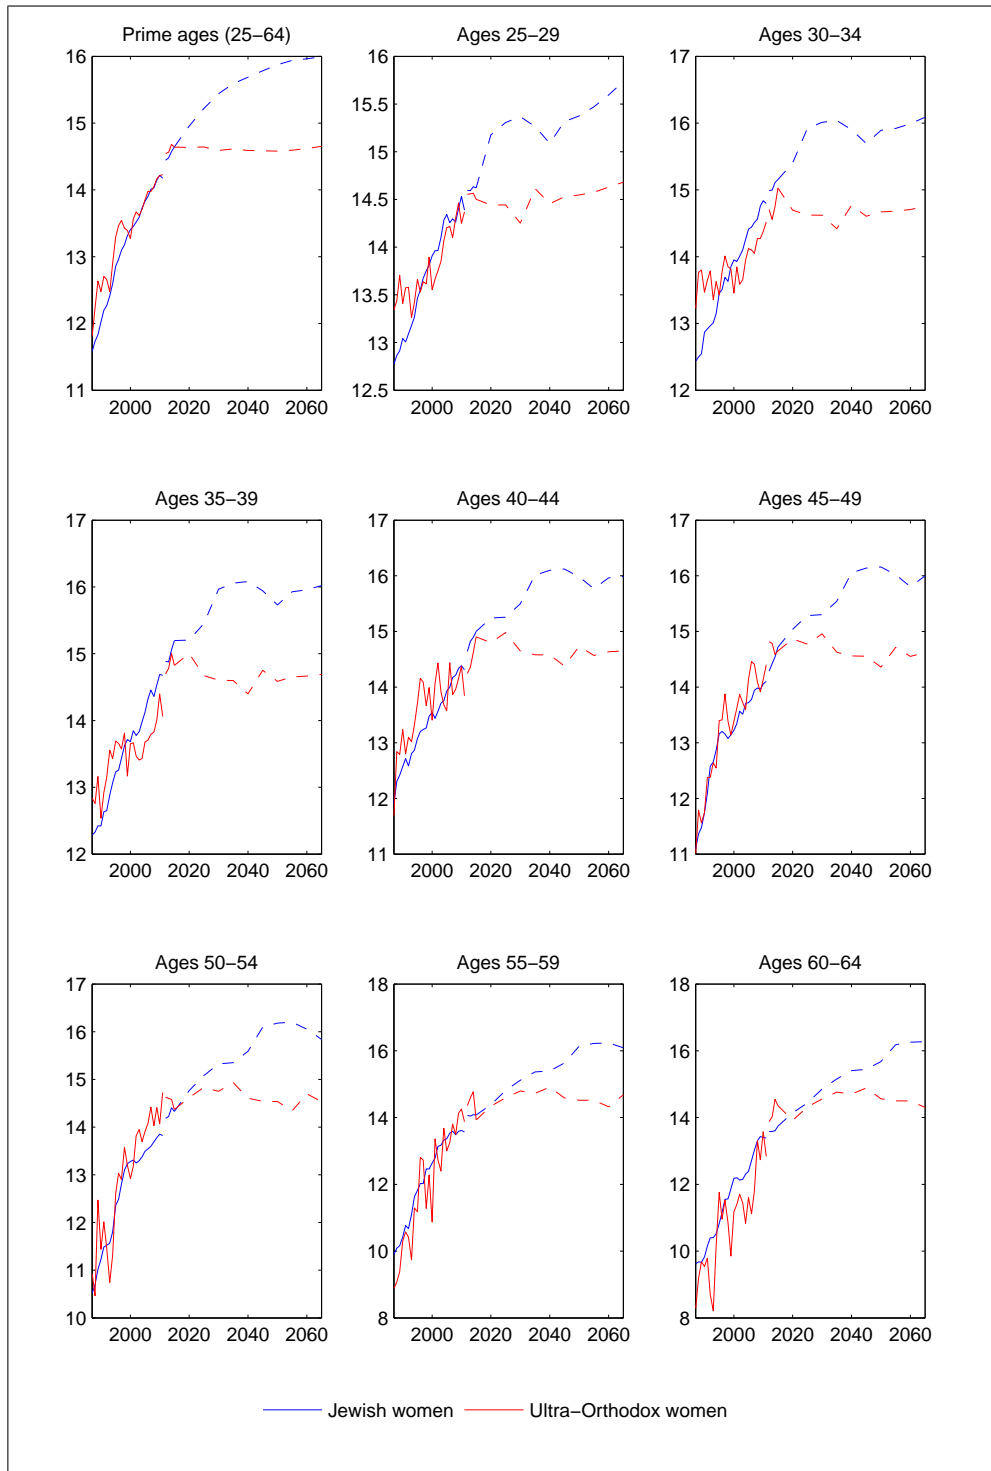 Prime ages (25−64) Ages 25−29 Ages 30−34
16 16 17
15.5
15 16
15
14 14.5 15
14
13 14
13.5
12 13
13
11 12.5 12
2000 2020 2040 2060 2000 2020 2040 2060 2000 2020 2040 2060
Ages 35−39 Ages 40−44 Ages 45−49
17 17 17
16 16 16
15 15 15
14 14 14
13 13
13
12 12
12 11 11
2000 2020 2040 2060 2000 2020 2040 2060 2000 2020 2040 2060
Ages 50−54 Ages 55−59 Ages 60−64
17 18 18
16
16 16
15
14 14 14
13
12 12 12
11
10 10
10 8 8
2000 2020 2040 2060 2000 2020 2040 2060 2000 2020 2040 2060
Jewish women Ultra−Orthodox women